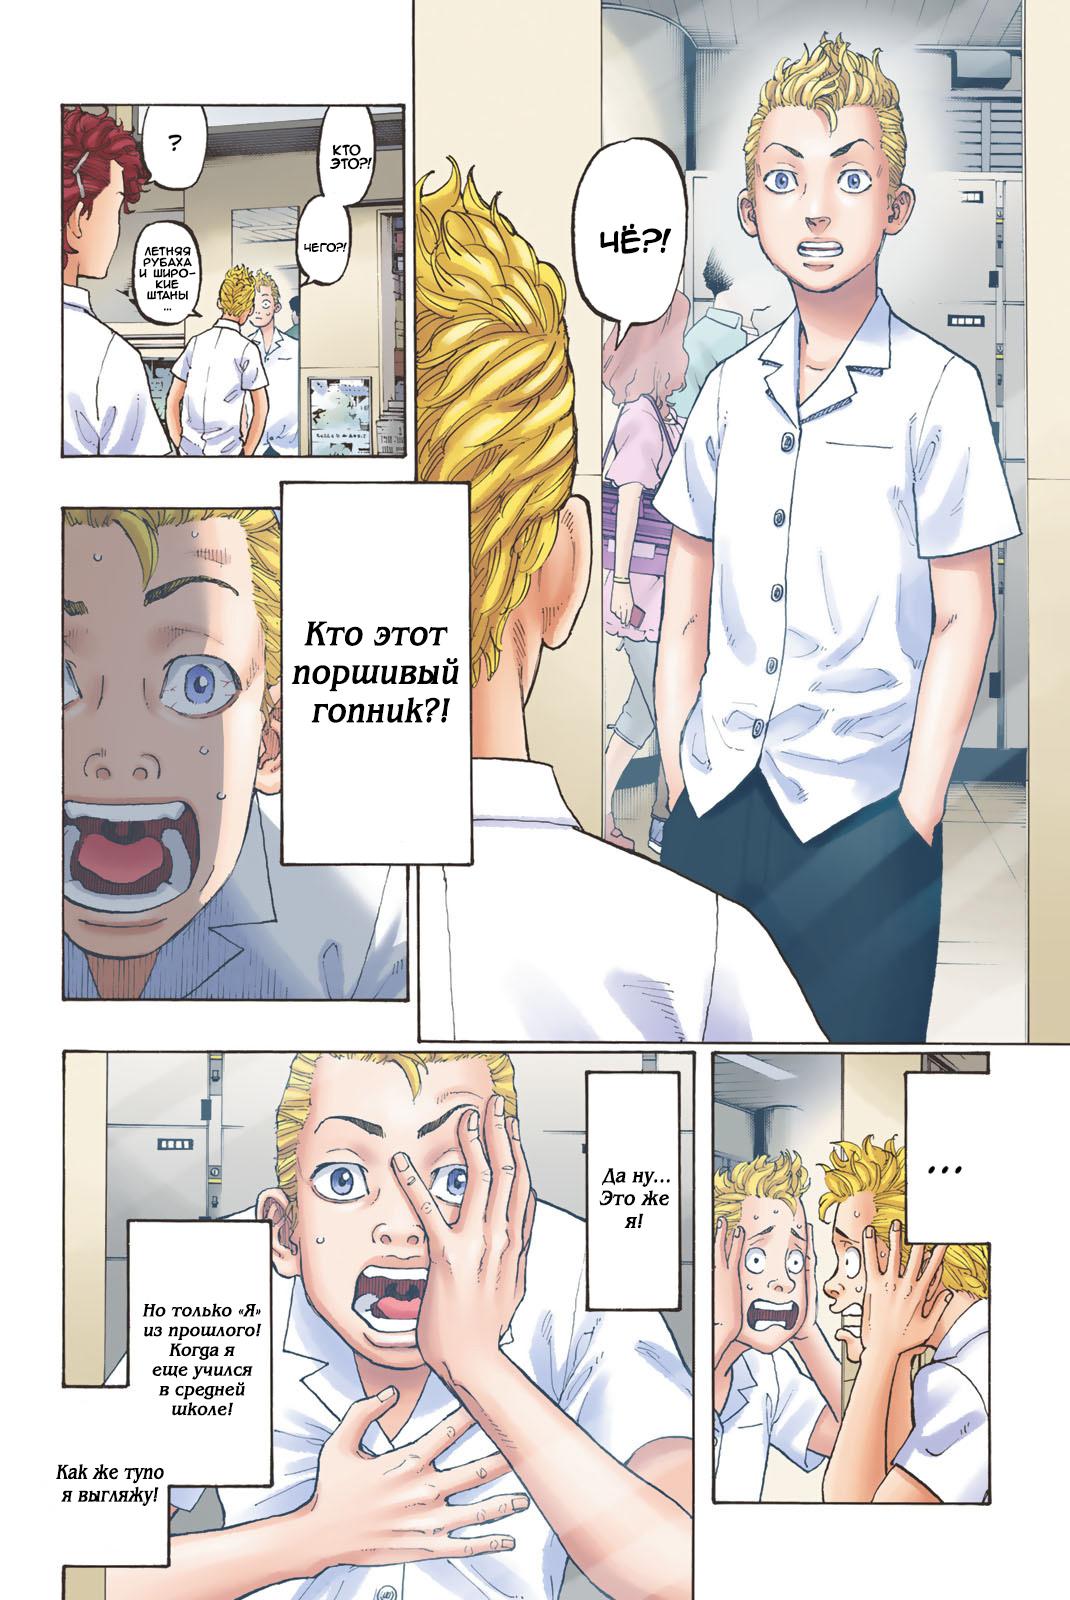 ?
КТО
ЭТО?!
ЛЕТНЯЯ
РУБАХА
И ШИРО-
КИЕ
ШТАНЫ
...
ЧЕГО?!
ЧЁ?!
Кто этот
поршивый
гопник?!
Да ну...
Это же
я!
...
Но только «Я»
из прошлого!
Когда я
еще учился
в средней
школе!
Как же тупо
я выгляжу!